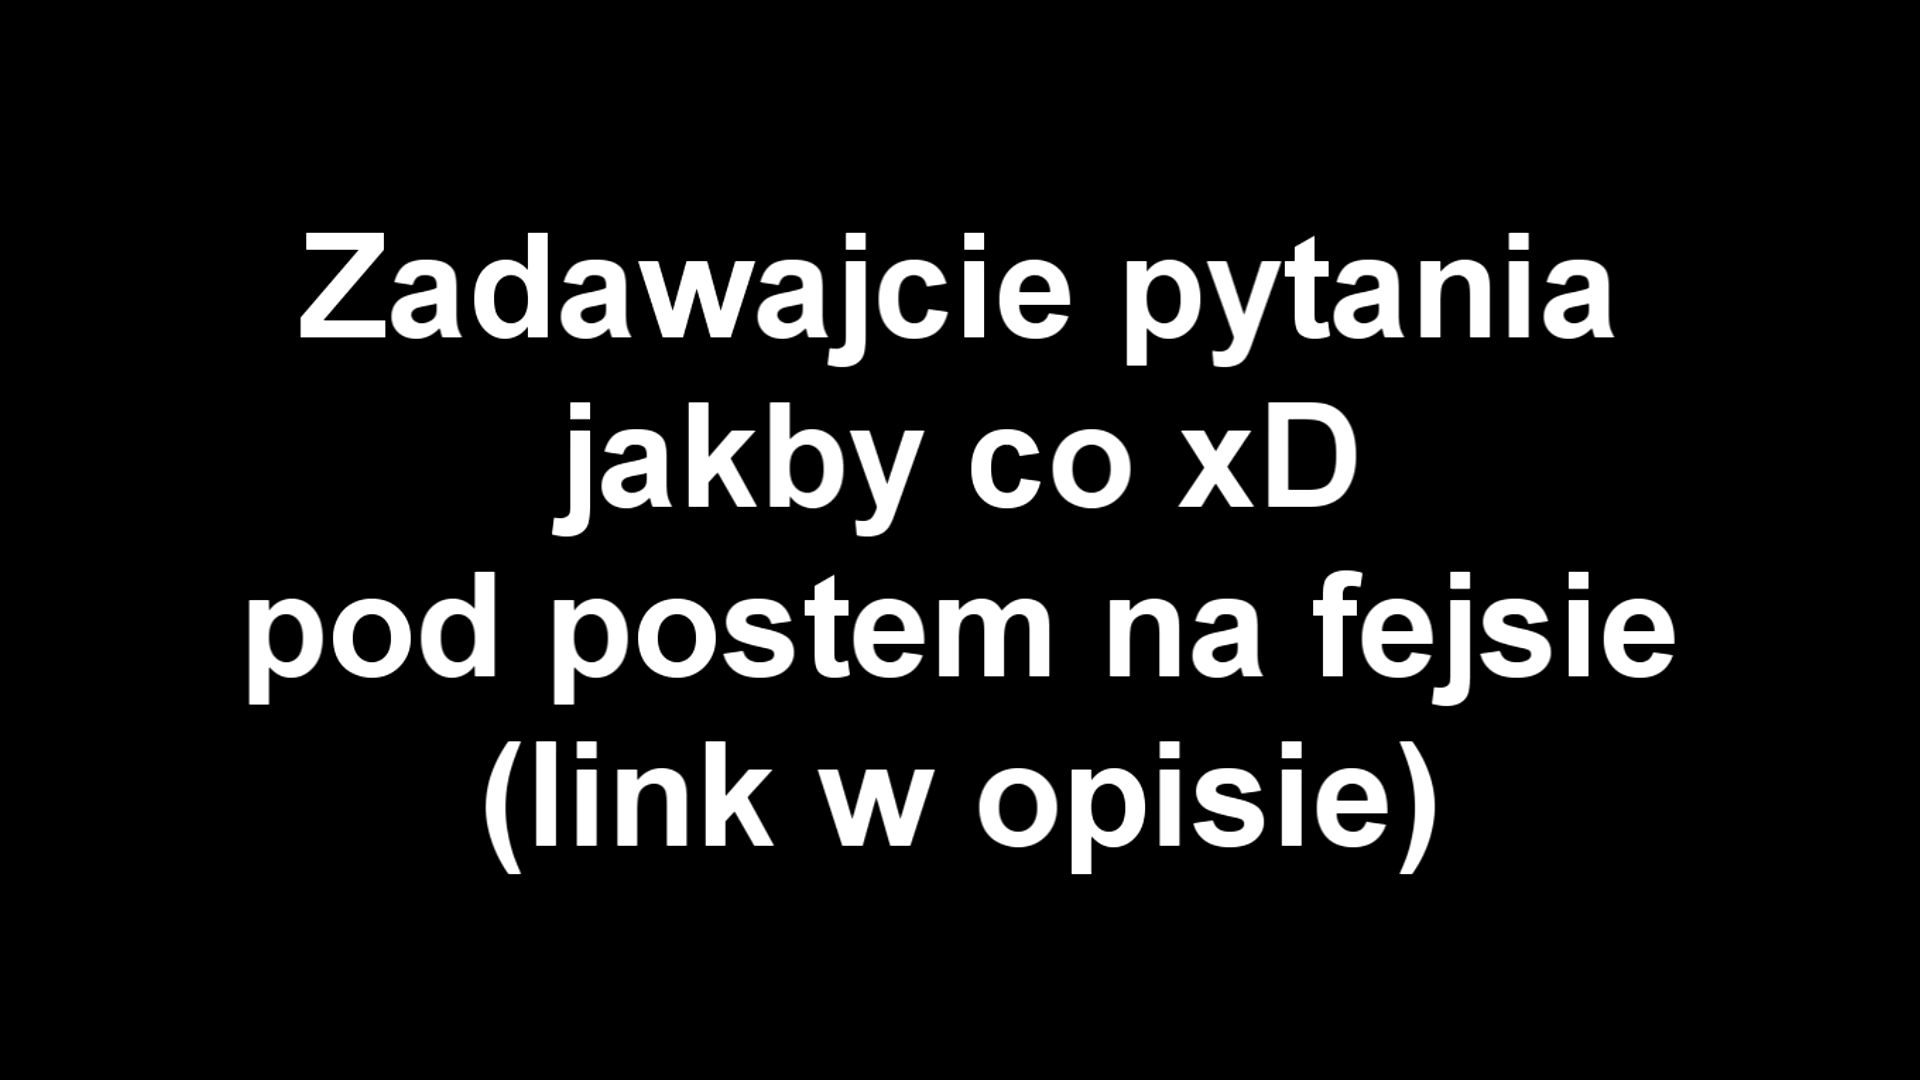 Zadawajcie pytania
jakby co xD
pod postem na fejsie
(link w opisie)